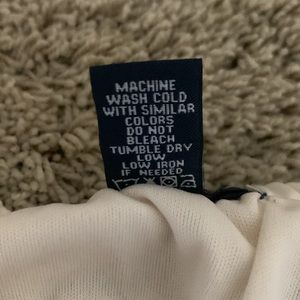 MACHINE
WASH COLD
WITH SIMILAR
COLORS
DO NOT
BLEACH
TUMBLE DRY
LOW
LOW IRON
IF NEEDED